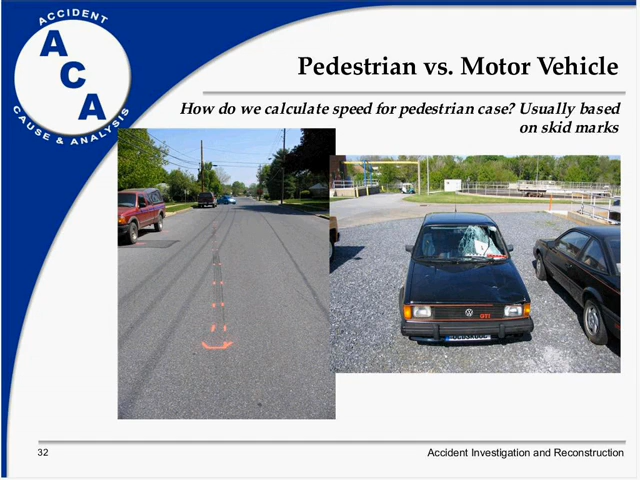 ACCIDENT
A
C
A
CAUSE & ANALYSIS
Pedestrian vs. Motor Vehicle
How do we calculate speed for pedestrian case? Usually based
on skid marks
GTI
OLDSKOOL
32
Accident Investigation and Reconstruction